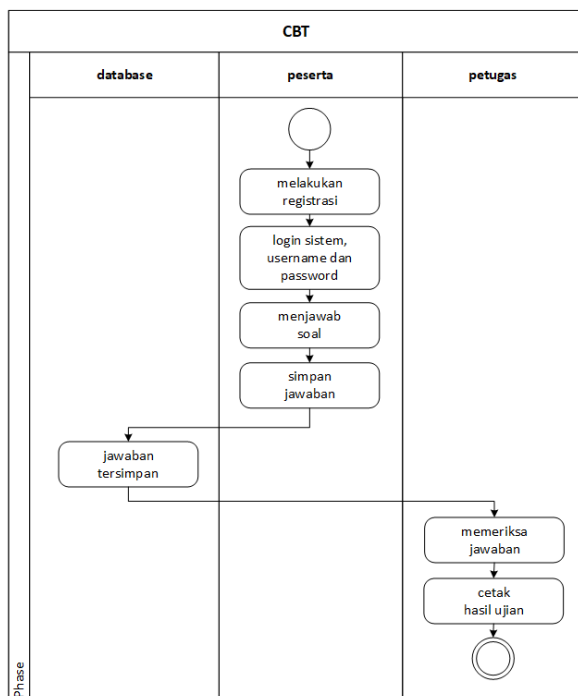 CBT
database
peserta
petugas
melakukan
registrasi
login sistem,
username dan
password
menjawab
soal
simpan
jawaban
jawaban
tersimpan
memeriksa
jawaban
cetak
hasil ujian
Phase